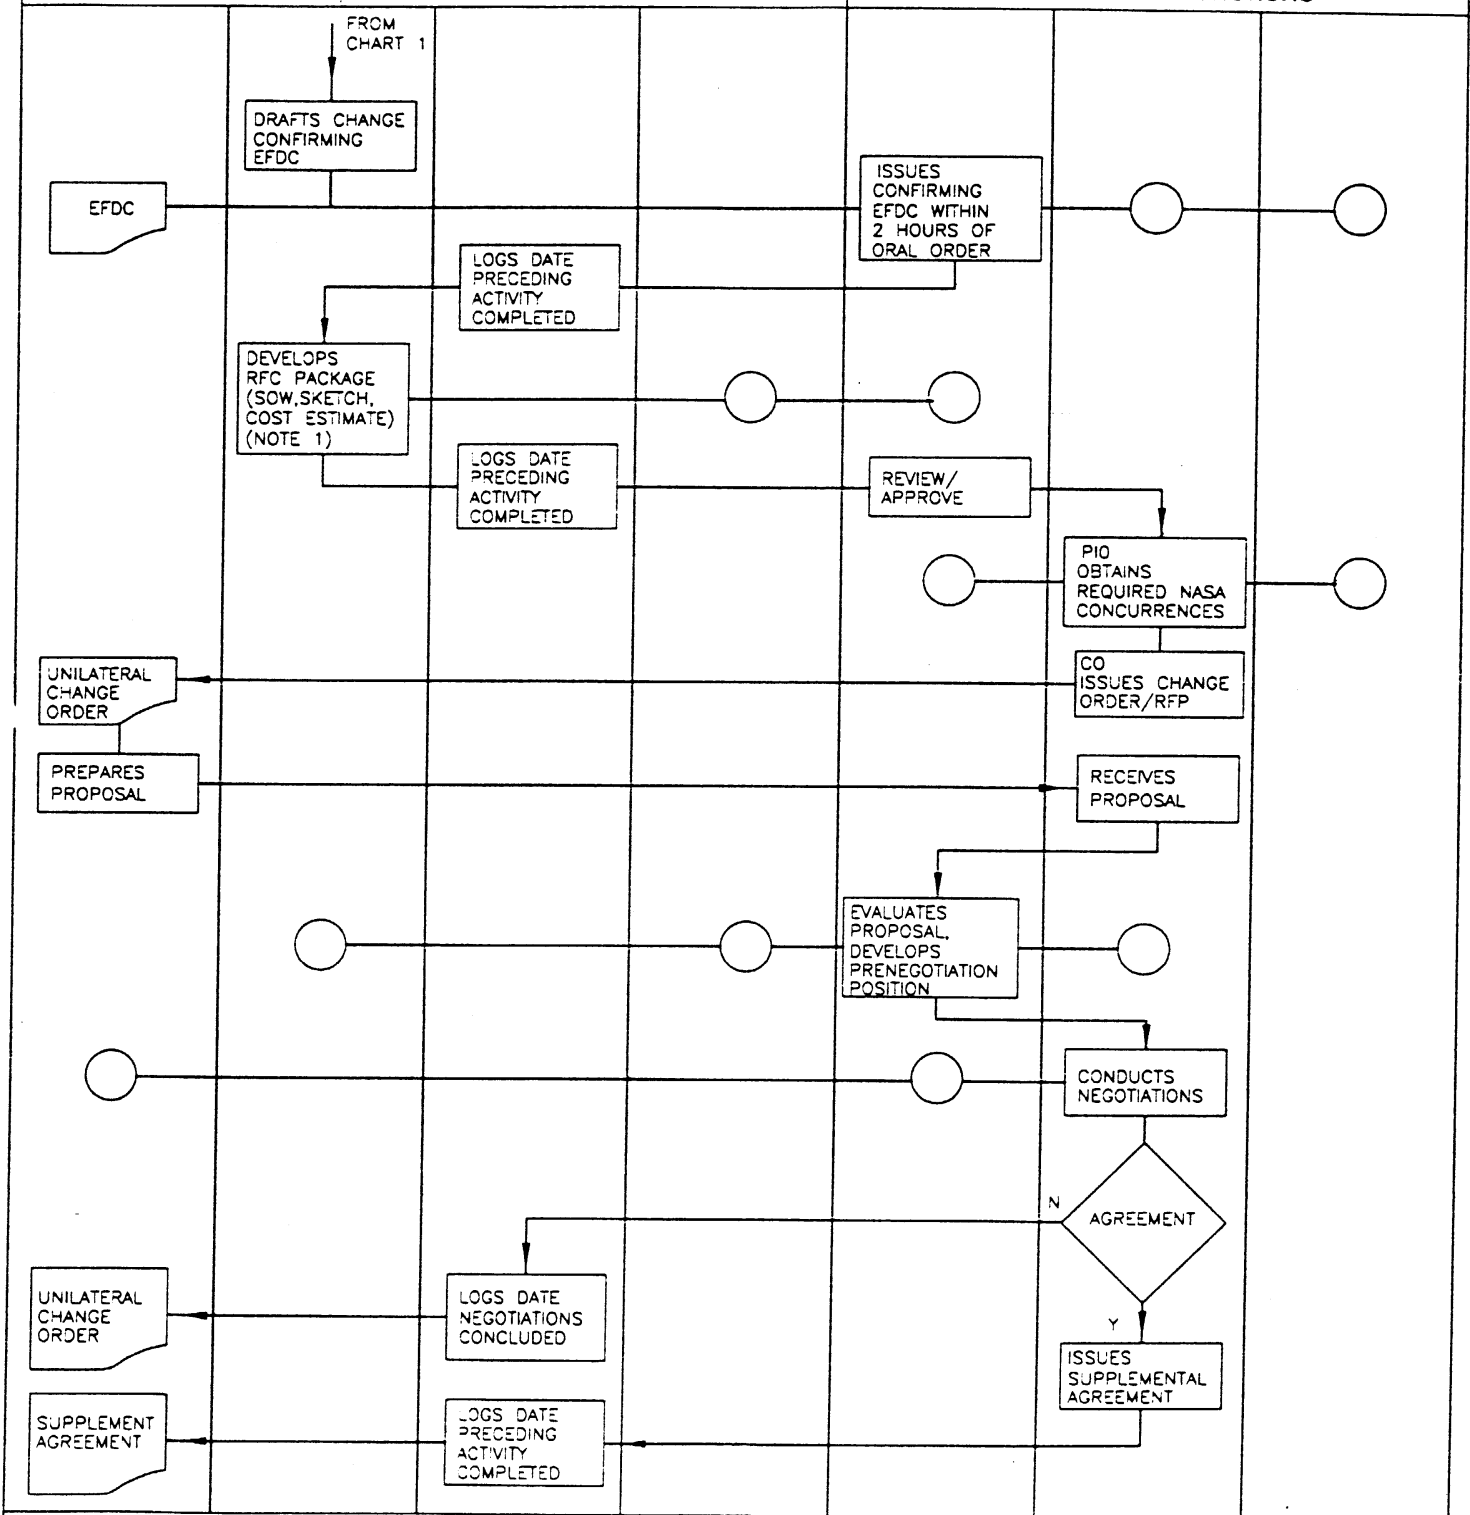 FROM
CHART 1
DRAFTS CHANGE
CONFIRMING
EFDC
EFDC
ISSUES
CONFIRMING
EFDC WITHIN
2 HOURS OF
ORAL ORDER
LOGS DATE
PRECEDING
ACTIVITY
COMPLETED
DEVELOPS
RFC PACKAGE
(SOW,SKETCH,
COST ESTIMATE)
(NOTE 1)
LOGS DATE
PRECEDING
ACTIVITY
COMPLETED
REVIEW/
APPROVE
PIO
OBTAINS
REQUIRED NASA
CONCURRENCES
UNILATERAL
CHANGE
ORDER
CO
ISSUES CHANGE
ORDER/RFP
PREPARES
PROPOSAL
RECEIVES
PROPOSAL
EVALUATES
PROPOSAL,
DEVELOPS
PRENEGOTIATION
POSITION
CONDUCTS
NEGOTIATIONS
N
AGREEMENT
UNILATERAL
CHANGE
ORDER
LOGS DATE
NEGOTIATIONS
CONCLUDED
Y
ISSUES
SUPPLEMENTAL
AGREEMENT
SUPPLEMENT
AGREEMENT
LOGS DATE
PRECEDING
ACTIVITY
COMPLETED